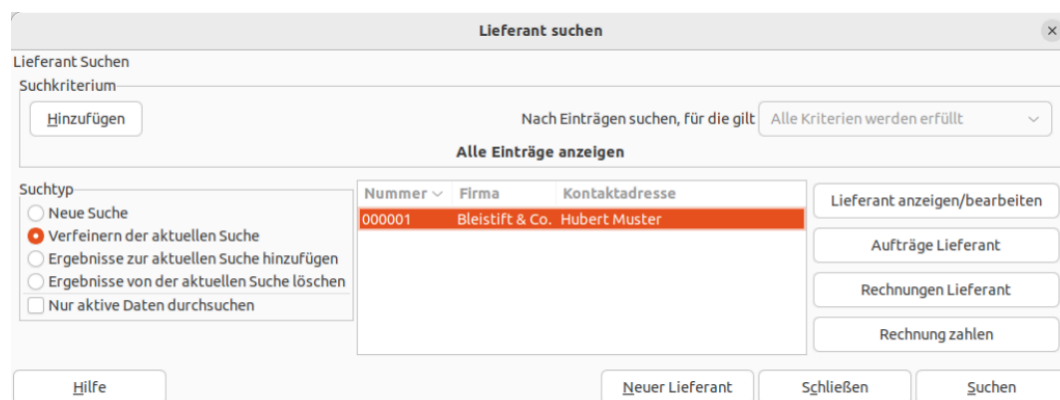 Lieferant suchen
Lieferant Suchen
Suchkriterium
Hinzufügen
Nach Einträgen suchen, für die gilt Alle Kriterien werden erfüllt
Alle Einträge anzeigen
Suchtyp
Neue Suche
Verfeinern der aktuellen Suche
Ergebnisse zur aktuellen Suche hinzufügen
Ergebnisse von der aktuellen Suche löschen
Nur aktive Daten durchsuchen
Nummer Firma Kontaktadresse
000001 Bleistift & Co. Hubert Muster
Lieferant anzeigen/bearbeiten
Aufträge Lieferant
Rechnungen Lieferant
Rechnung zahlen
Hilfe Neuer Lieferant Schließen Suchen